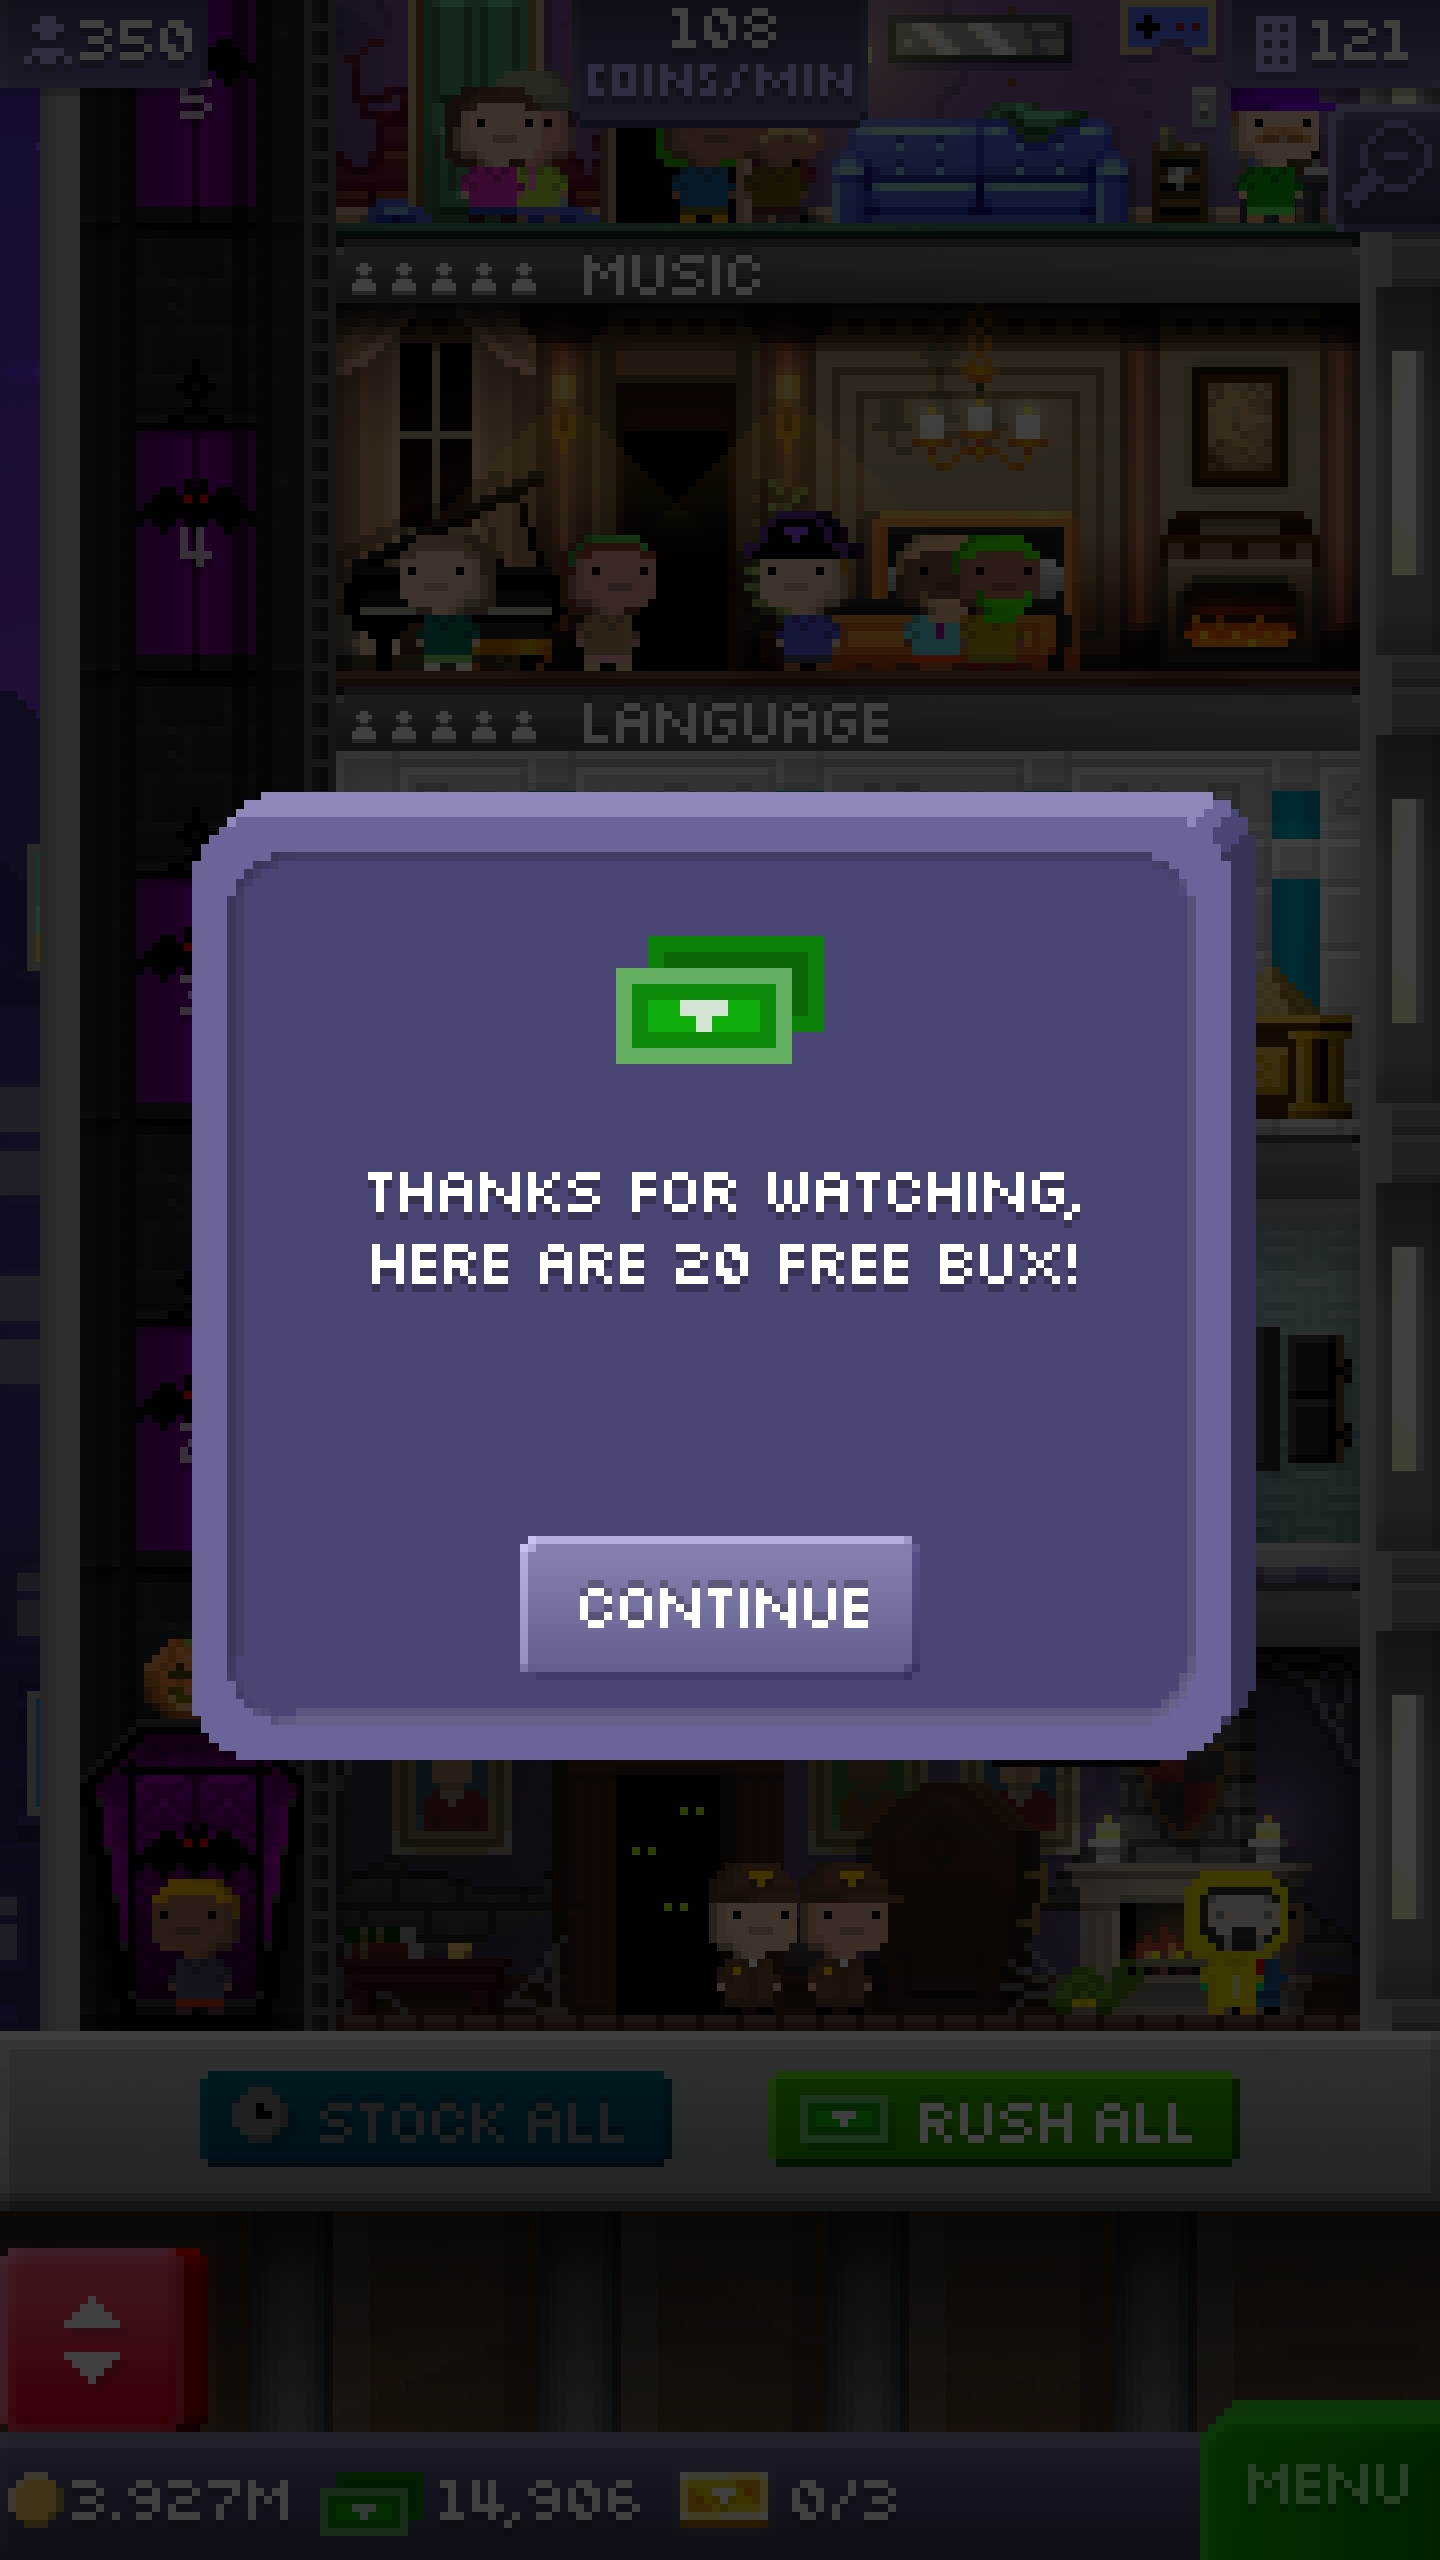 350
108
COINS/MIN
121
5
MUSIC
4
LANGUAGE
THANKS FOR WATCHING,
HERE ARE 20 FREE BUX!
CONTINUE
STOCK ALL
RUSH ALL
3.927M
14,906
0/3
MENU